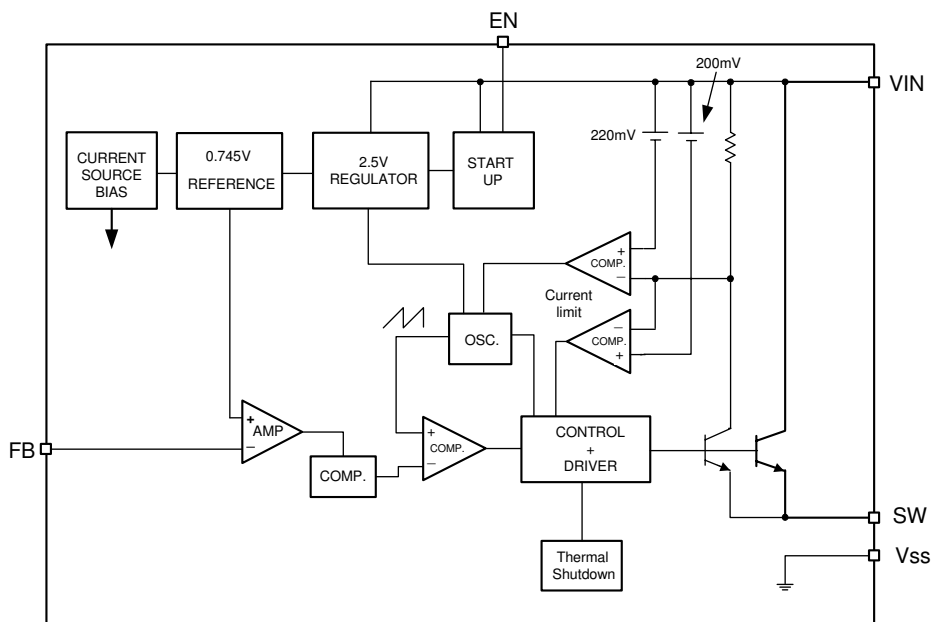 EN
200mV
VIN
220mV
CURRENT
SOURCE
BIAS
0.745V
REFERENCE
2.5V
REGULATOR
START
UP
+
COMP.
−
Current
limit
−
COMP.
+
OSC.
FB
+
AMP
−
COMP.
+
COMP.
−
CONTROL
+
DRIVER
Thermal
Shutdown
SW
Vss